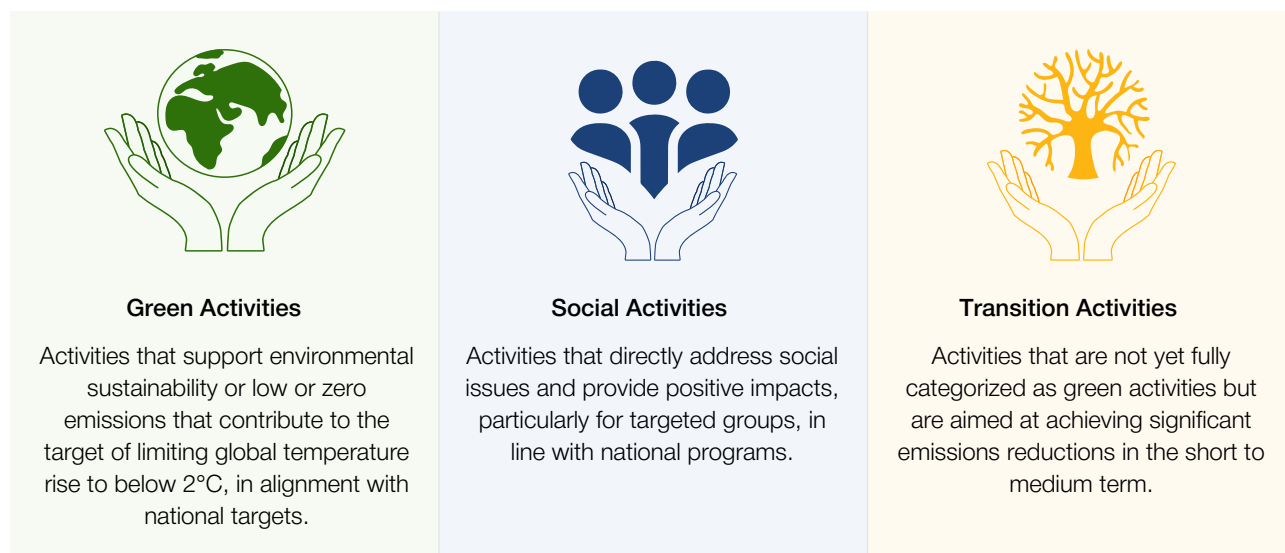 Green Activities
Activities that support environmental
sustainability or low or zero
emissions that contribute to the
target of limiting global temperature
rise to below 2°C, in alignment with
national targets.
Social Activities
Activities that directly address social
issues and provide positive impacts,
particularly for targeted groups, in
line with national programs.
Transition Activities
Activities that are not yet fully
categorized as green activities but
are aimed at achieving significant
emissions reductions in the short to
medium term.